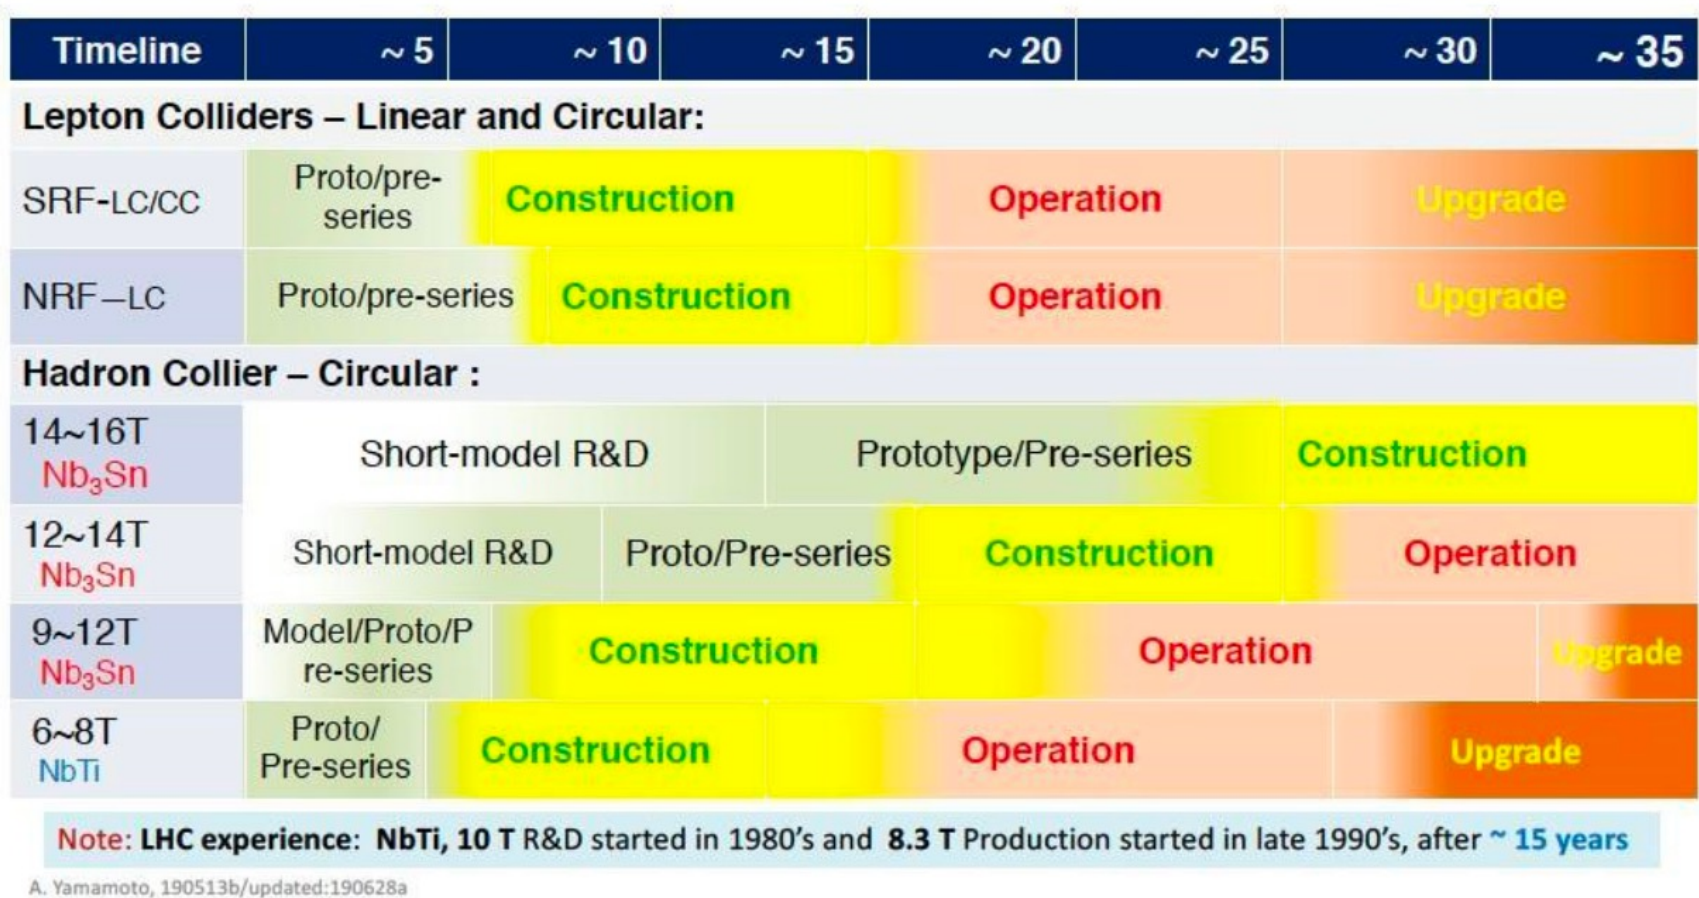 Timeline ~ 5 ~ 10 ~ 15 ~ 20 ~ 25 ~ 30 ~ 35
Lepton Colliders – Linear and Circular:
SRF-LC/CC
Proto/pre-
series
Construction
Operation
Upgrade
NRF–LC
Proto/pre-series
Construction
Operation
Upgrade
Hadron Collier – Circular :
14~16T
Nb₃Sn
Short-model R&D
Prototype/Pre-series
Construction
12~14T
Nb₃Sn
Short-model R&D
Proto/Pre-series
Construction
Operation
9~12T
Nb₃Sn
Model/Proto/P
re-series
Construction
Operation
Upgrade
6~8T
NbTi
Proto/
Pre-series
Construction
Operation
Upgrade
Note: LHC experience: NbTi, 10 T R&D started in 1980's and 8.3 T Production started in late 1990's, after ~ 15 years
A. Yamamoto, 190513b/updated:190628a